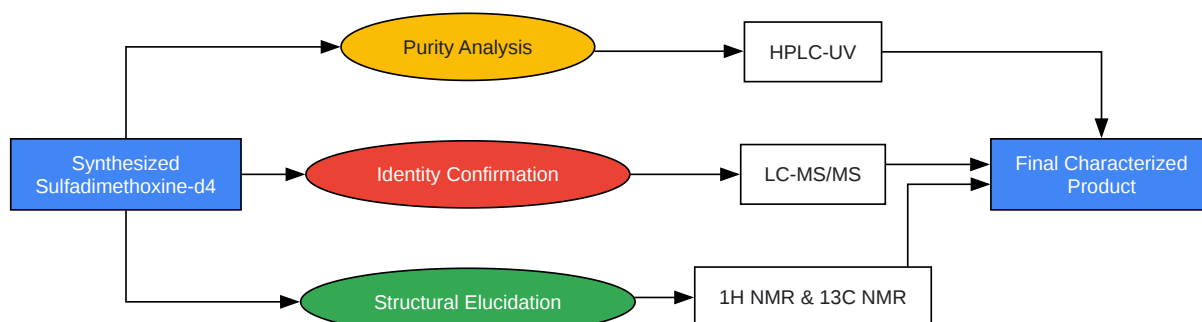 Purity Analysis
HPLC-UV
Synthesized
Sulfadimethoxine-d4
Identity Confirmation
LC-MS/MS
Final Characterized
Product
Structural Elucidation
1H NMR & 13C NMR